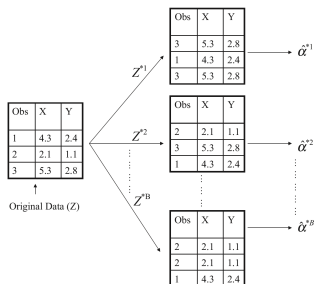 Obs X Y
3 5.3 2.8
1 4.3 2.4
3 5.3 2.8
Z*1
α̂*1
Obs X Y
1 4.3 2.4
2 2.1 1.1
3 5.3 2.8
Original Data (Z)
Z*2
Obs X Y
2 2.1 1.1
3 5.3 2.8
1 4.3 2.4
α̂*2
Z*B
Obs X Y
2 2.1 1.1
2 2.1 1.1
1 4.3 2.4
α̂*B